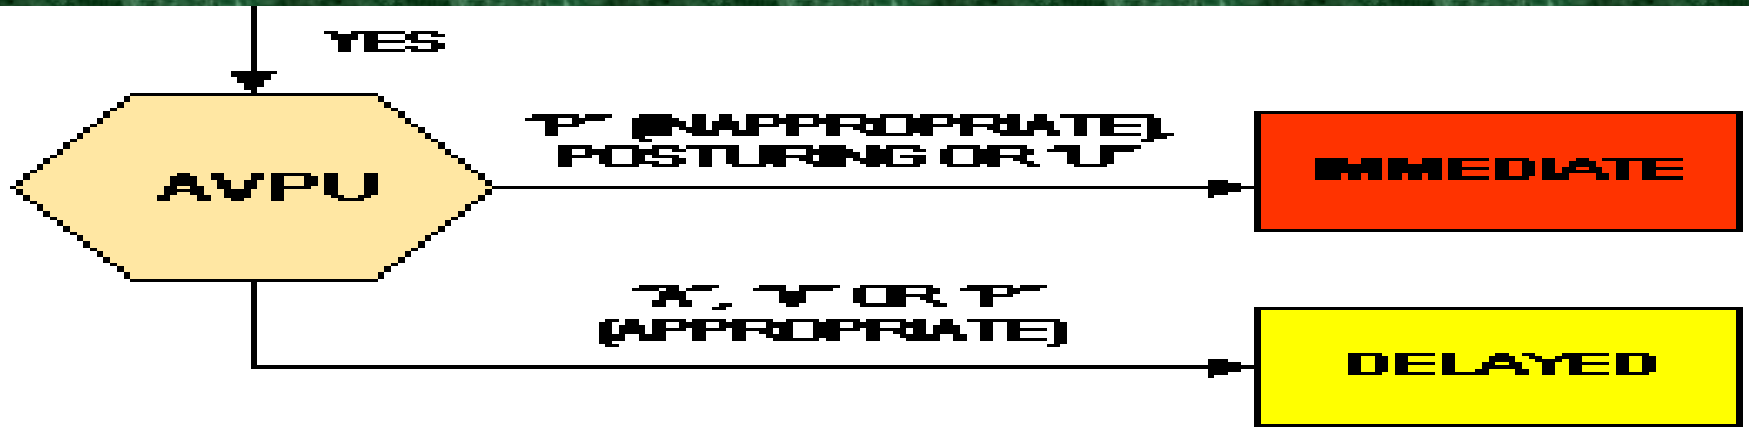 YES
"P" (INAPPROPRIATE),
POSTURING OR "U"
AVPU
IMMEDIATE
"A", "V" OR "P"
(APPROPRIATE)
DELAYED